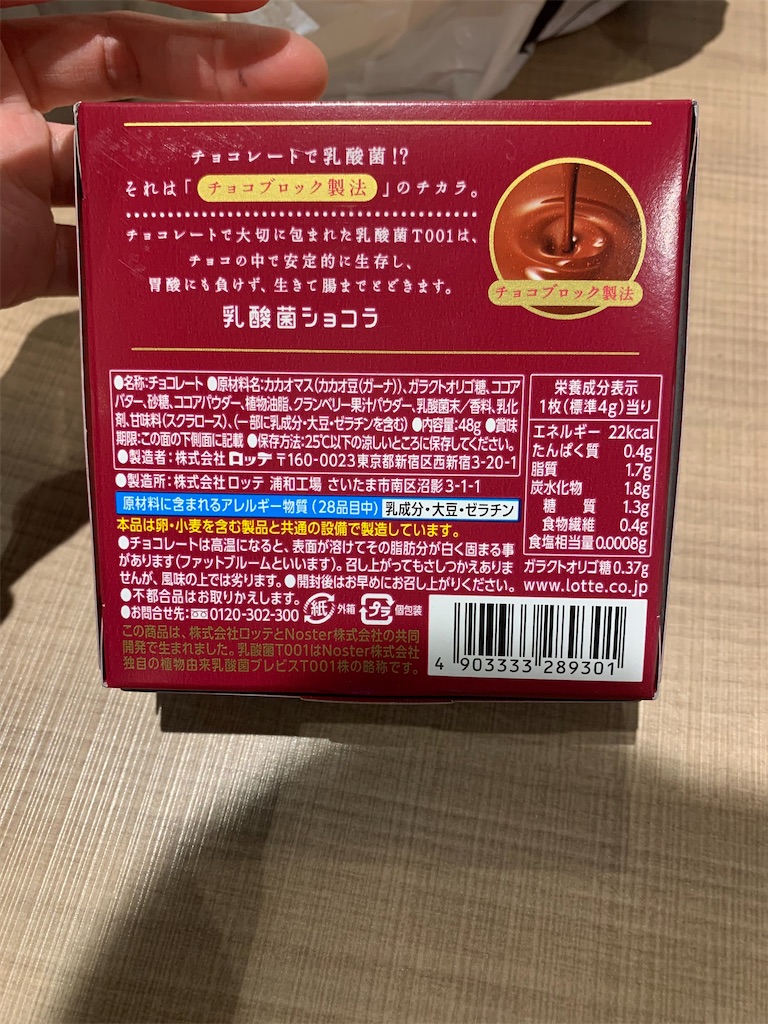 チョコレートで乳酸菌!?
それは「チョコブロック製法」のチカラ。
チョコレートで大切に包まれた乳酸菌T001は、
チョコの中で安定的に生存し、
胃酸にも負けず、生きて腸までとどきます。
乳酸菌ショコラ
チョコブロック製法
●名称:チョコレート ●原材料名:カカオマス(カカオ豆(ガーナ))、ガラクトオリゴ糖、ココア
バター、砂糖、ココアパウダー、植物油脂、クランベリー果汁パウダー、乳酸菌末/香料、乳化
剤、甘味料(スクラロース)、(一部に乳成分・大豆・ゼラチンを含む) ●内容量:48g ●賞味
期限:この面の下側面に記載 ●保存方法:25℃以下の涼しいところに保存してください。
●製造者:株式会社ロッテ 〒160-0023 東京都新宿区西新宿3-20-1
●製造所:株式会社ロッテ 浦和工場 さいたま市南区沼影3-1-1
原材料に含まれるアレルギー物質(28品目中) 乳成分・大豆・ゼラチン
本品は卵・小麦を含む製品と共通の設備で製造しています。
●チョコレートは高温になると、表面が溶けてその脂肪分が白く固まる事
があります(ファットブルームといいます)。召し上がってもさしつかえありま
せんが、風味の上では劣ります。●開封後はお早めにお召し上がりください。
●不都合品はお取りかえします。
●お問合せ先:0120-302-300 紙 外箱 プラ 個包装
この商品は、株式会社ロッテとNoster株式会社の共同
開発で生まれました。乳酸菌T001はNoster株式会社
独自の植物由来乳酸菌ブレビスT001株の略称です。
栄養成分表示
1枚(標準4g)当り
エネルギー 22kcal
たんぱく質 0.4g
脂質 1.7g
炭水化物 1.8g
糖質 1.3g
食物繊維 0.4g
食塩相当量 0.0008g
ガラクトオリゴ糖 0.37g
www.lotte.co.jp
4 903333 289301